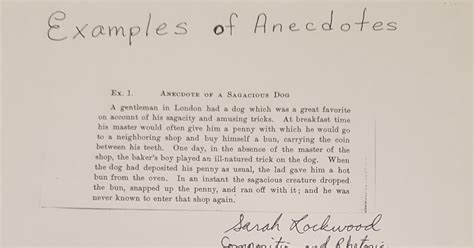 Examples of Anecdotes
Ex. 1. Anecdote of a Sagacious Dog
A gentleman in London had a dog which was a great favorite
on account of his sagacity and amusing tricks. At breakfast time
his master would often give him a penny with which he would go
to a neighboring shop and buy himself a bun, carrying the coin
between his teeth. One day, in the absence of the master of the
shop, the baker's boy played an ill-natured trick on the dog. When
the dog had deposited his penny as usual, the lad gave him a hot
bun from the oven. In an instant the sagacious creature dropped
the bun, snapped up the penny, and ran off with it; and he was
never known to enter that shop again.
Sarah Lockwood
Composition and Rhetoric